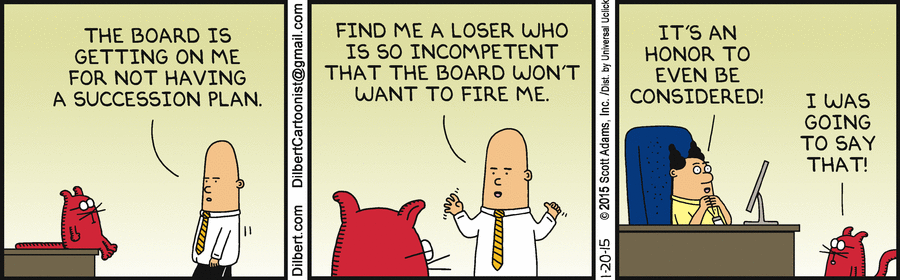 THE BOARD IS
GETTING ON ME
FOR NOT HAVING
A SUCCESSION PLAN.
Dilbert.com DilbertCartoonist@gmail.com
FIND ME A LOSER WHO
IS SO INCOMPETENT
THAT THE BOARD WON'T
WANT TO FIRE ME.
1-20-15 © 2015 Scott Adams, Inc. /Dist. by Universal Uclick
IT'S AN
HONOR TO
EVEN BE
CONSIDERED!
I WAS
GOING
TO SAY
THAT!